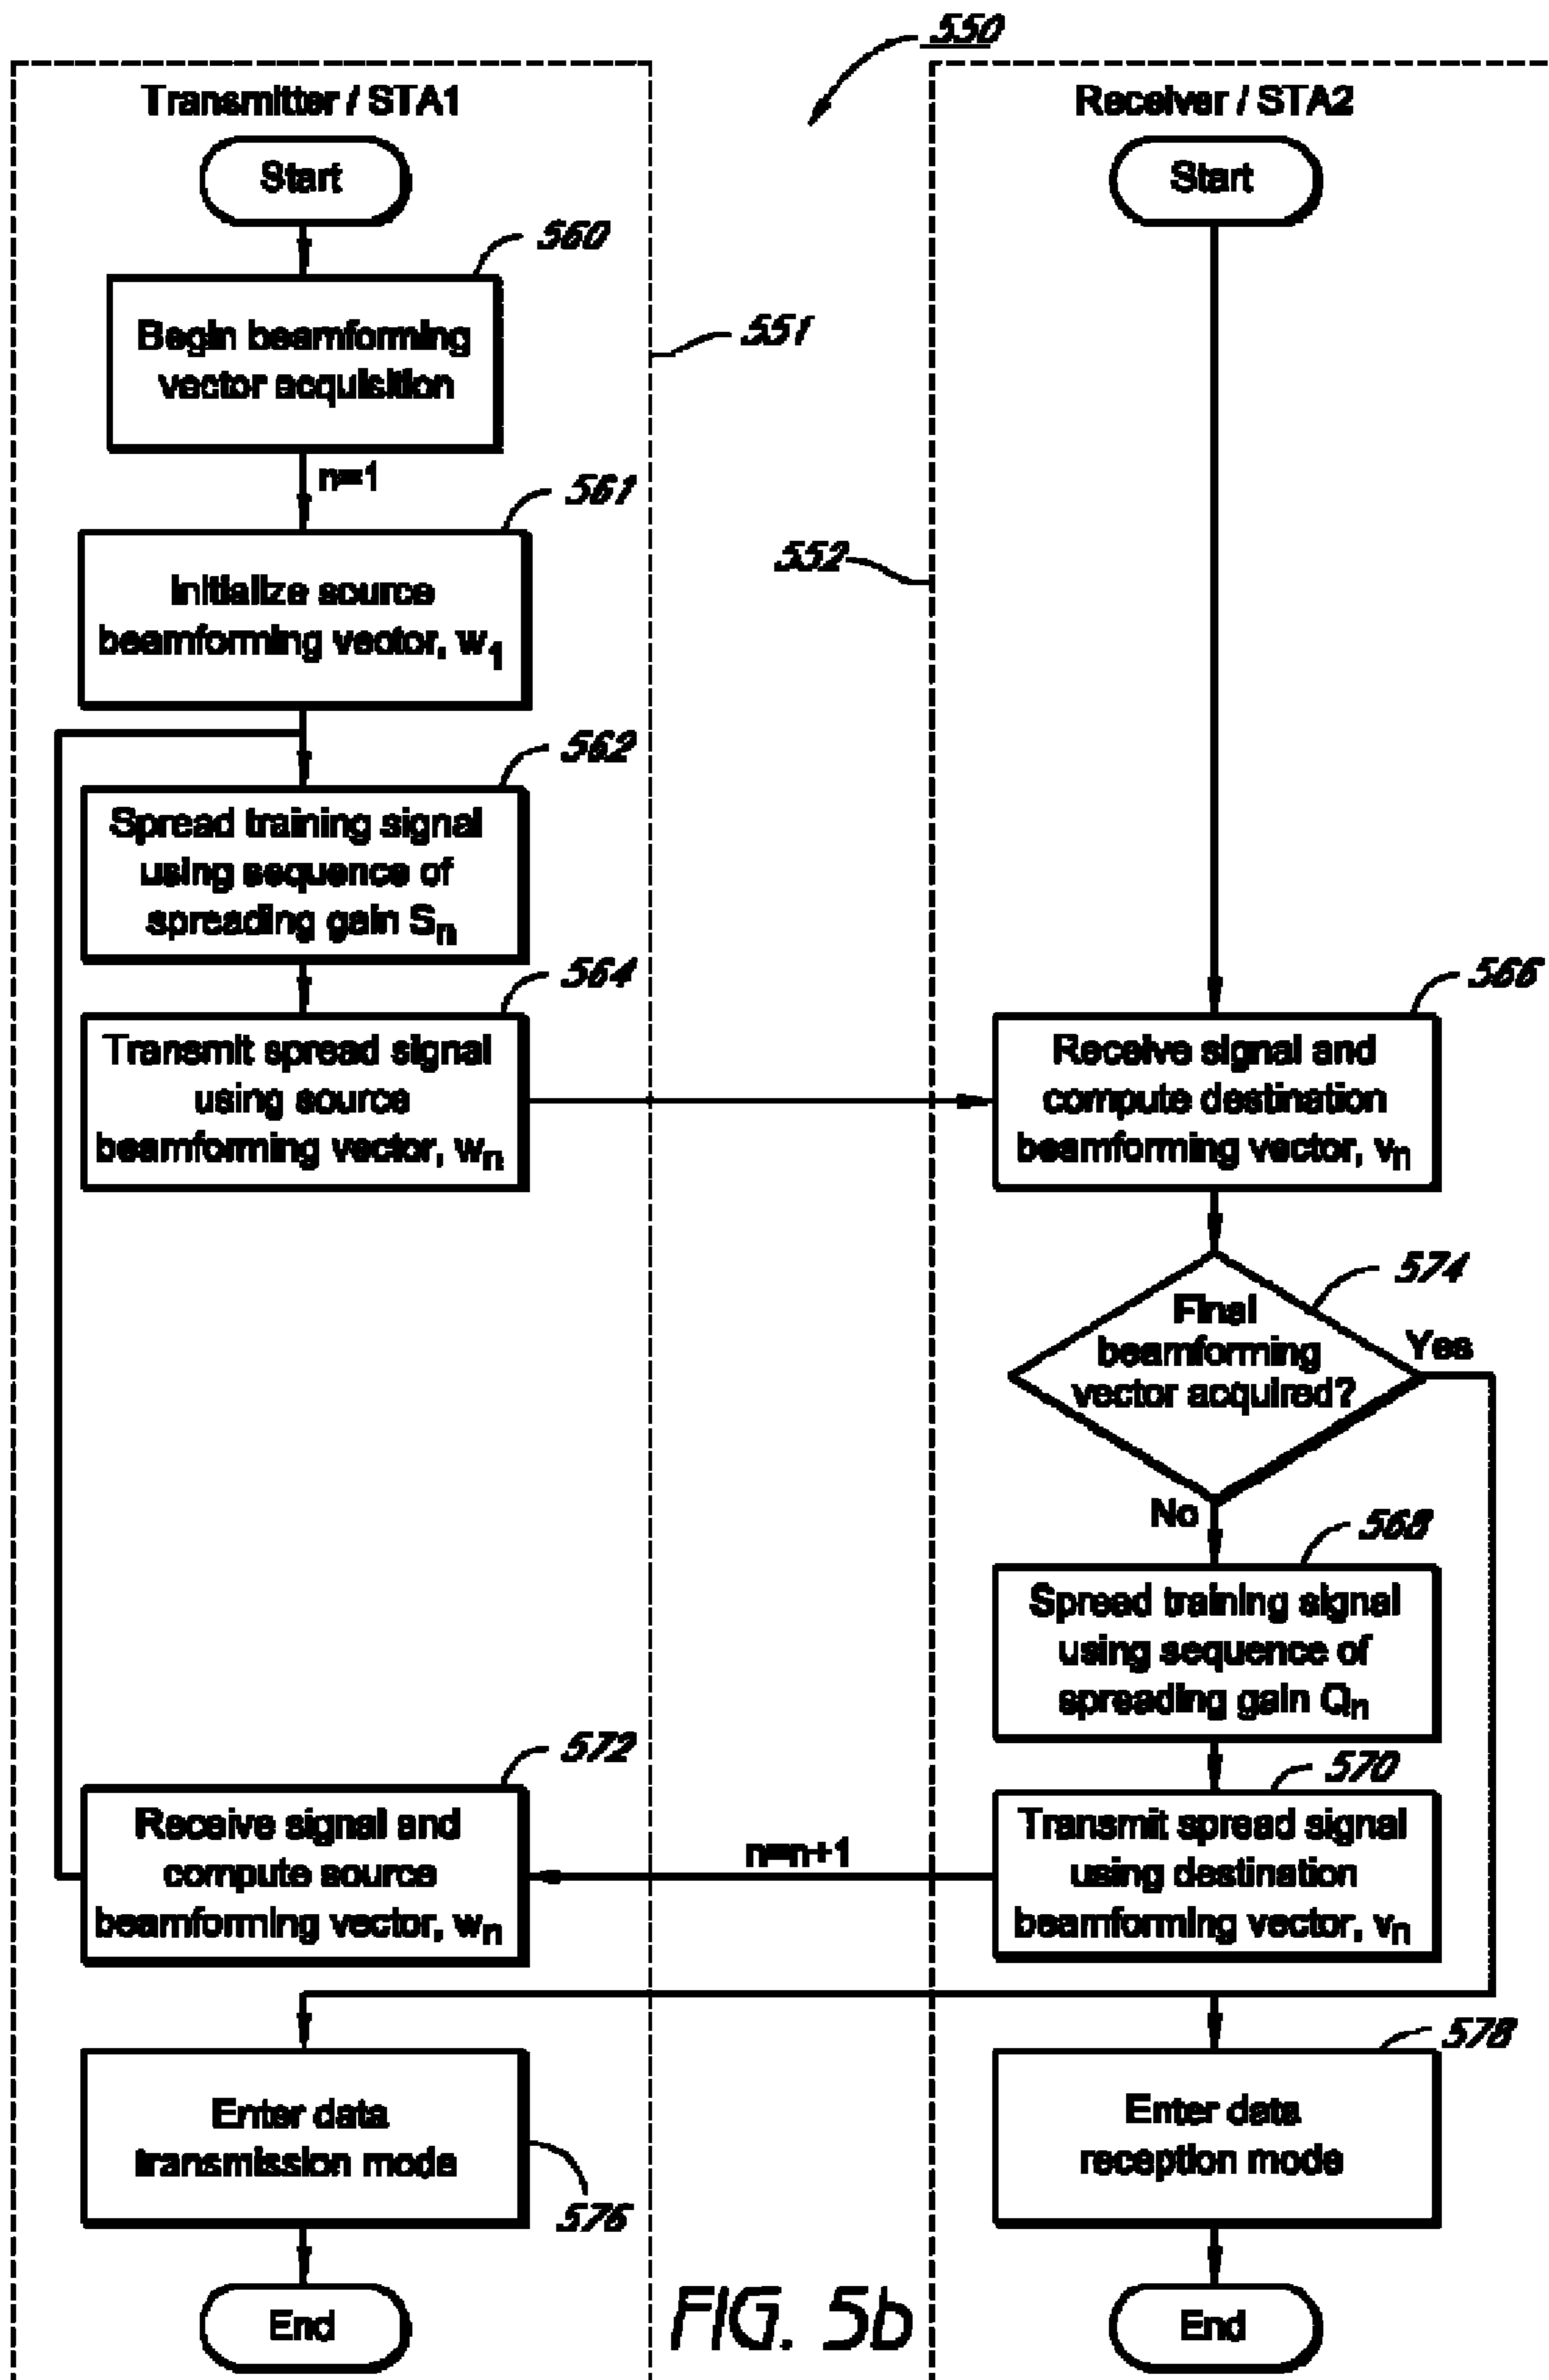 550
Transmitter / STA1
Start
560
Begin beamforming
vector acquisition
551
n=1
561
Initialize source
beamforming vector, w1
562
Spread training signal
using sequence of
spreading gain Sn
564
Transmit spread signal
using source
beamforming vector, wn
572
Receive signal and
compute source
beamforming vector, wn
Enter data
transmission mode
576
End
Receiver / STA2
Start
552
566
Receive signal and
compute destination
beamforming vector, vn
574
Final
beamforming
vector acquired?
Yes
No
568
Spread training signal
using sequence of
spreading gain Qn
570
Transmit spread signal
using destination
beamforming vector, vn
n=n+1
578
Enter data
reception mode
End
FIG. 5b